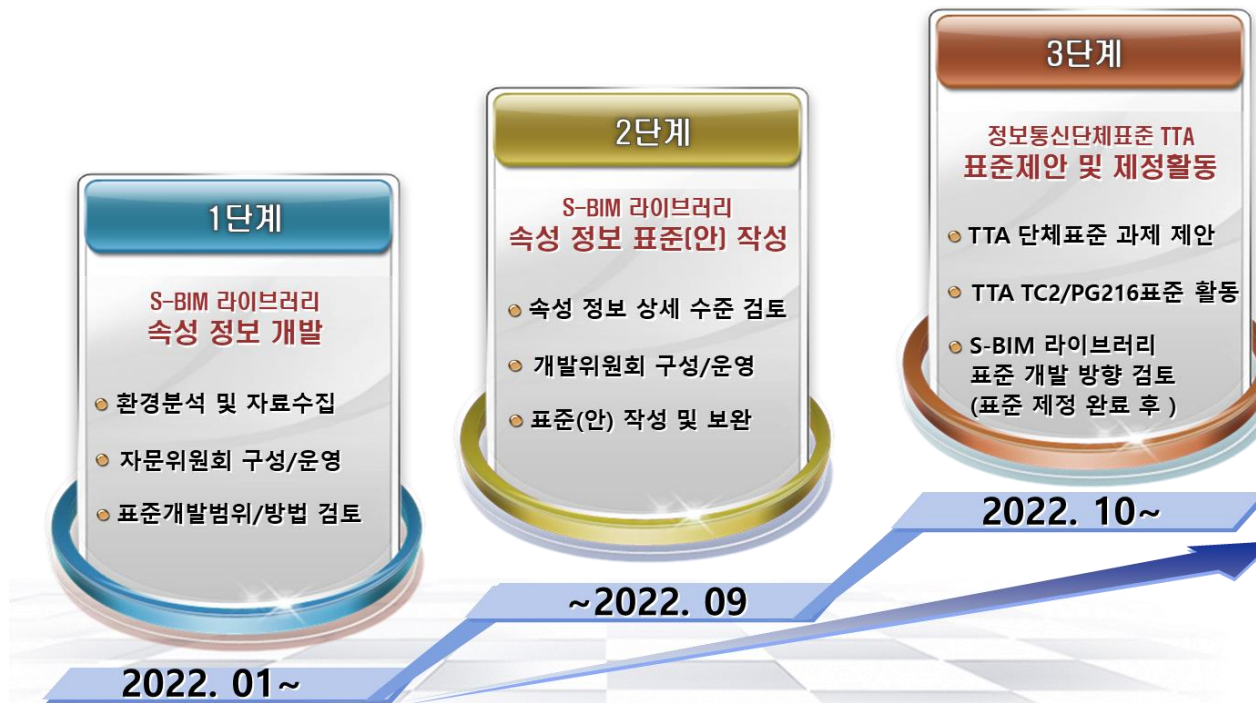 1단계
S-BIM 라이브러리
속성 정보 개발
환경분석 및 자료수집
자문위원회 구성/운영
표준개발범위/방법 검토
2022. 01~
2단계
S-BIM 라이브러리
속성 정보 표준(안) 작성
속성 정보 상세 수준 검토
개발위원회 구성/운영
표준(안) 작성 및 보완
~2022. 09
3단계
정보통신단체표준 TTA
표준제안 및 제정활동
TTA 단체표준 과제 제안
TTA TC2/PG216표준 활동
S-BIM 라이브러리
표준 개발 방향 검토
(표준 제정 완료 후 )
2022. 10~